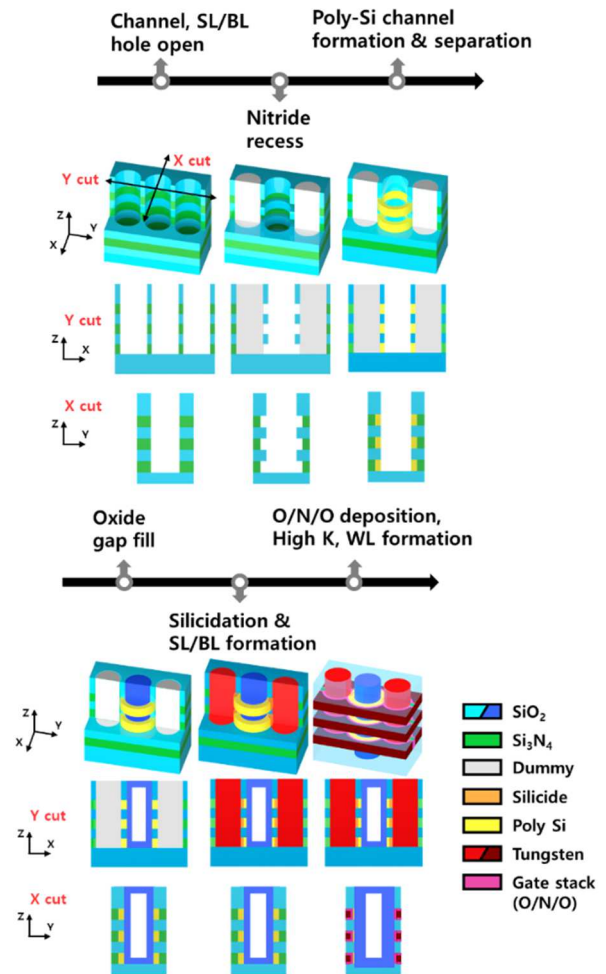 Channel, SL/BL
hole open
Poly-Si channel
formation & separation
Nitride
recess
X cut
Y cut
Z
Y
X
Y cut
Z
X
X cut
Z
Y
Oxide
gap fill
O/N/O deposition,
High K, WL formation
Silicidation &
SL/BL formation
Z
Y
X
Y cut
Z
X
X cut
Z
Y
SiO₂
Si₃N₄
Dummy
Silicide
Poly Si
Tungsten
Gate stack
(O/N/O)